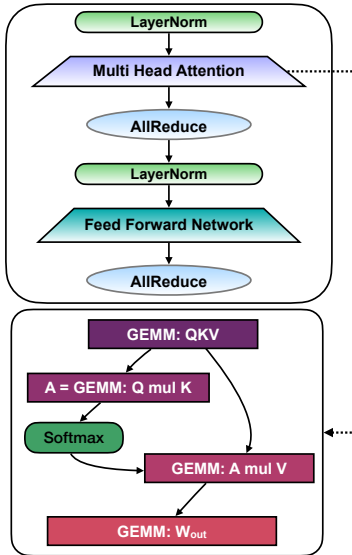 LayerNorm
Multi Head Attention
AllReduce
LayerNorm
Feed Forward Network
AllReduce
GEMM: QKV
A = GEMM: Q mul K
Softmax
GEMM: A mul V
GEMM: Wout